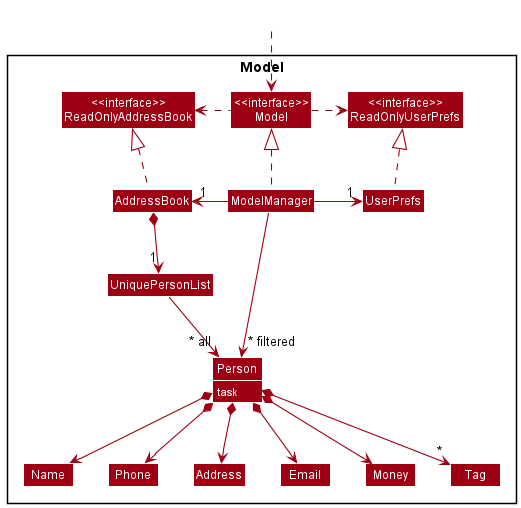 Model
<<interface>>
ReadOnlyAddressBook
<<interface>>
Model
<<interface>>
ReadOnlyUserPrefs
AddressBook
1
ModelManager
1
UserPrefs
1
UniquePersonList
* all
* filtered
Person
task
*
Name
Phone
Address
Email
Money
Tag